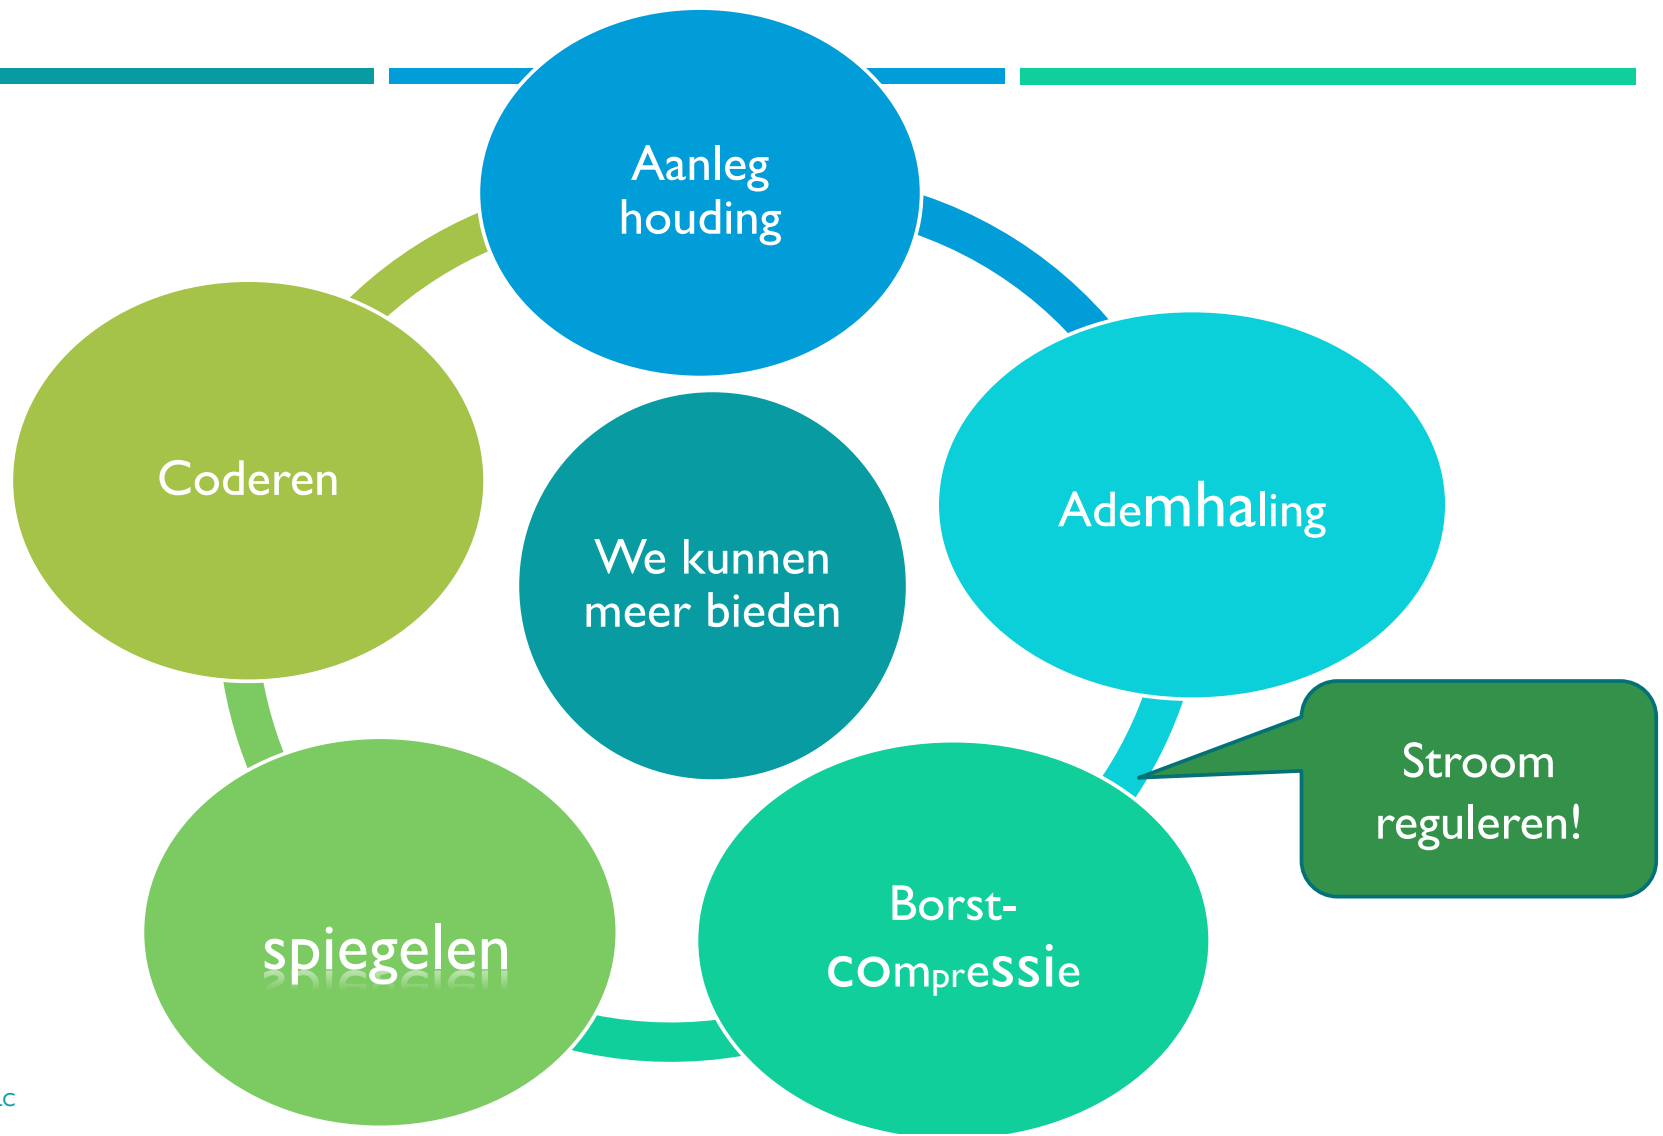 Aanleg
houding
Ademhaling
Coderen
We kunnen
meer bieden
Stroom
reguleren!
Borst-
compressie
spiegelen